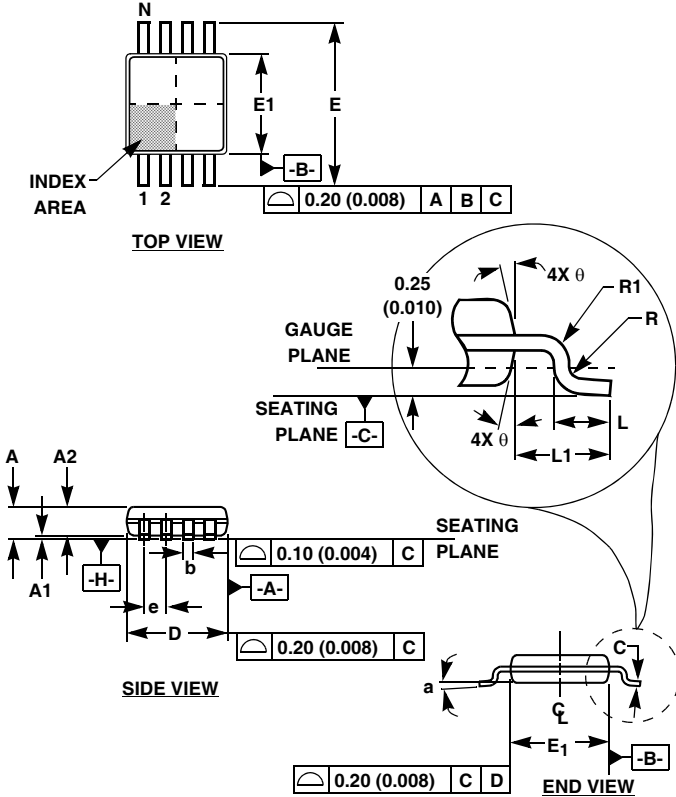 N
E1
E
-B-
INDEX
AREA
1 2
0.20 (0.008) A B C
TOP VIEW
0.25
(0.010)
4X θ
R1
R
GAUGE
PLANE
SEATING
PLANE -C-
4X θ
L
L1
A A2
SEATING
PLANE
A1
-H-
b
0.10 (0.004) C
-A-
e
D
0.20 (0.008) C
SIDE VIEW
C
a
CL
E1
-B-
0.20 (0.008) C D
END VIEW